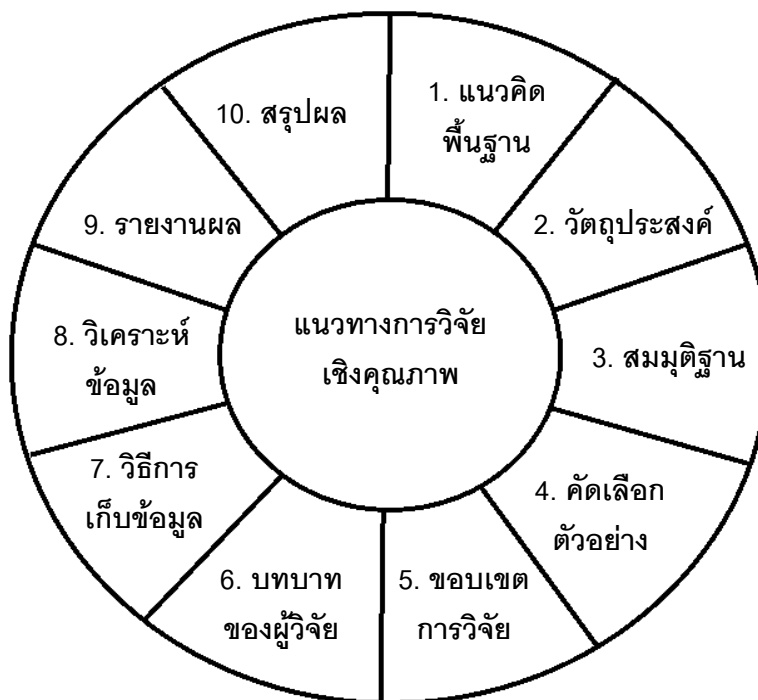 แนวทางการวิจัย
เชิงคุณภาพ
1. แนวคิด
พื้นฐาน
2. วัตถุประสงค์
3. สมมุติฐาน
4. คัดเลือก
ตัวอย่าง
5. ขอบเขต
การวิจัย
6. บทบาท
ของผู้วิจัย
7. วิธีการ
เก็บข้อมูล
8. วิเคราะห์
ข้อมูล
9. รายงานผล
10. สรุปผล